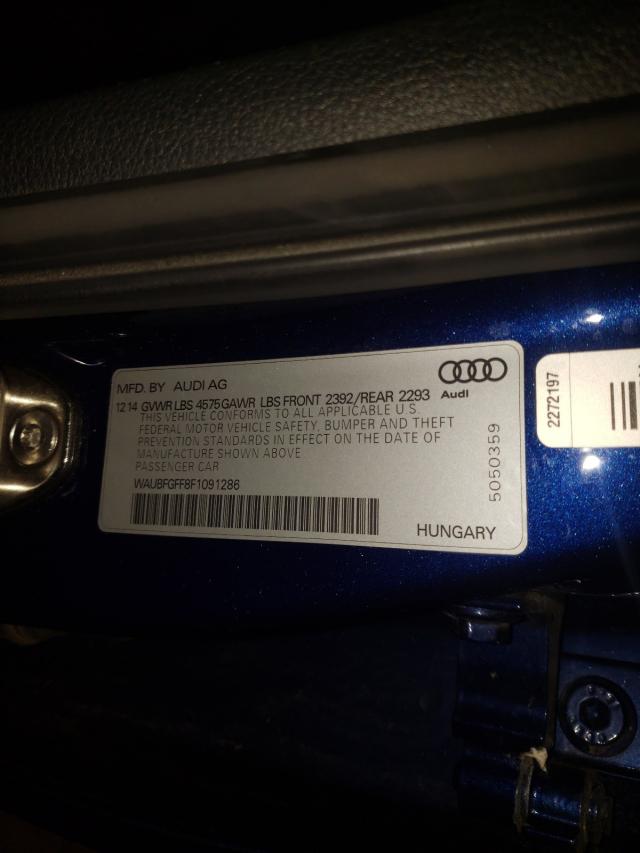 MFD. BY AUDI AG
Audi
12 14 GVWR LBS 4575 GAWR LBS FRONT 2392/REAR 2293
THIS VEHICLE CONFORMS TO ALL APPLICABLE U.S.
FEDERAL MOTOR VEHICLE SAFETY, BUMPER AND THEFT
PREVENTION STANDARDS IN EFFECT ON THE DATE OF
MANUFACTURE SHOWN ABOVE
PASSENGER CAR
WAUBFGFF8F1091286
HUNGARY
5050359
2272197